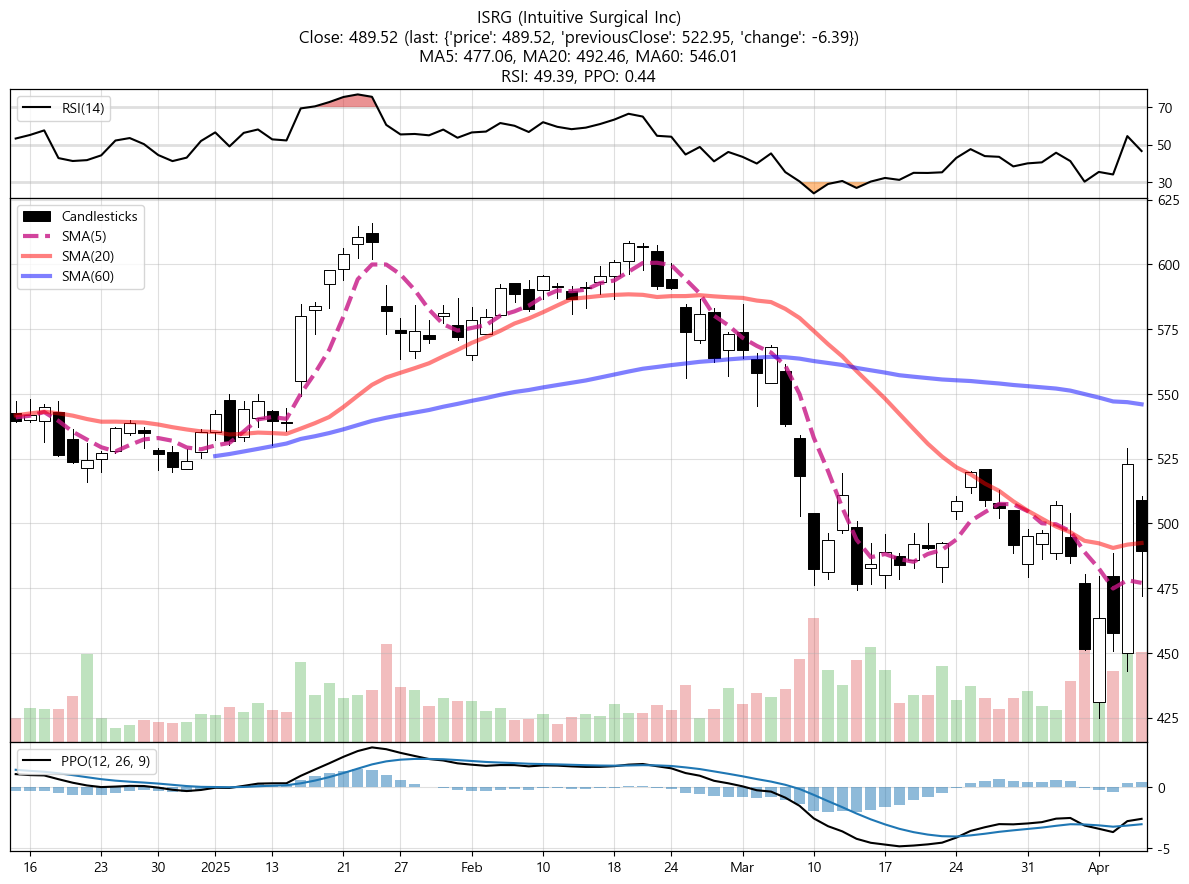 ISRG (Intuitive Surgical Inc)
Close: 489.52 (last: {'price': 489.52, 'previousClose': 522.95, 'change': -6.39})
MA5: 477.06, MA20: 492.46, MA60: 546.01
RSI: 49.39, PPO: 0.44
RSI(14)
70
50
30
Candlesticks
SMA(5)
SMA(20)
SMA(60)
625
600
575
550
525
500
475
450
425
PPO(12, 26, 9)
0
-5
16 23 30 2025 13 21 27 Feb 10 18 24 Mar 10 17 24 31 Apr